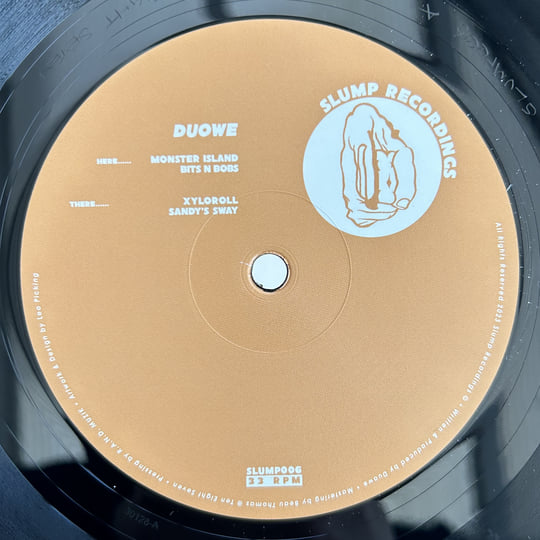 SLUMP RECORDINGS
DUOWE
HERE...... MONSTER ISLAND
BITS N BOBS
THERE...... XYLOROLL
SANDY'S SWAY
All Rights Reserved 2023 Slump Recordings © • Written & Produced by Duowe • Mastering by Beau Thomas @ Ten Eight Seven • Pressing by R.A.N.D. MUZIK • Artwork & Design by Leo Picking
SLUMP006
33 RPM